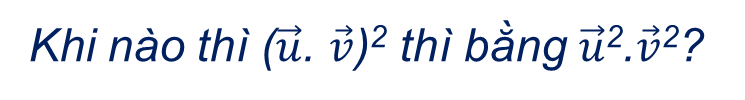 Khi nào thì (u⃗. v⃗)² thì bằng u⃗².v⃗²?